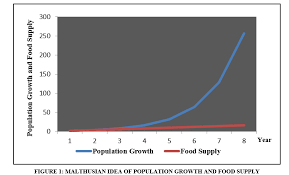 Population Growth and Food Supply
300
250
200
150
100
50
0
1 2 3 4 5 6 7 8 Year
Population Growth Food Supply
FIGURE 1: MALTHUSIAN IDEA OF POPULATION GROWTH AND FOOD SUPPLY